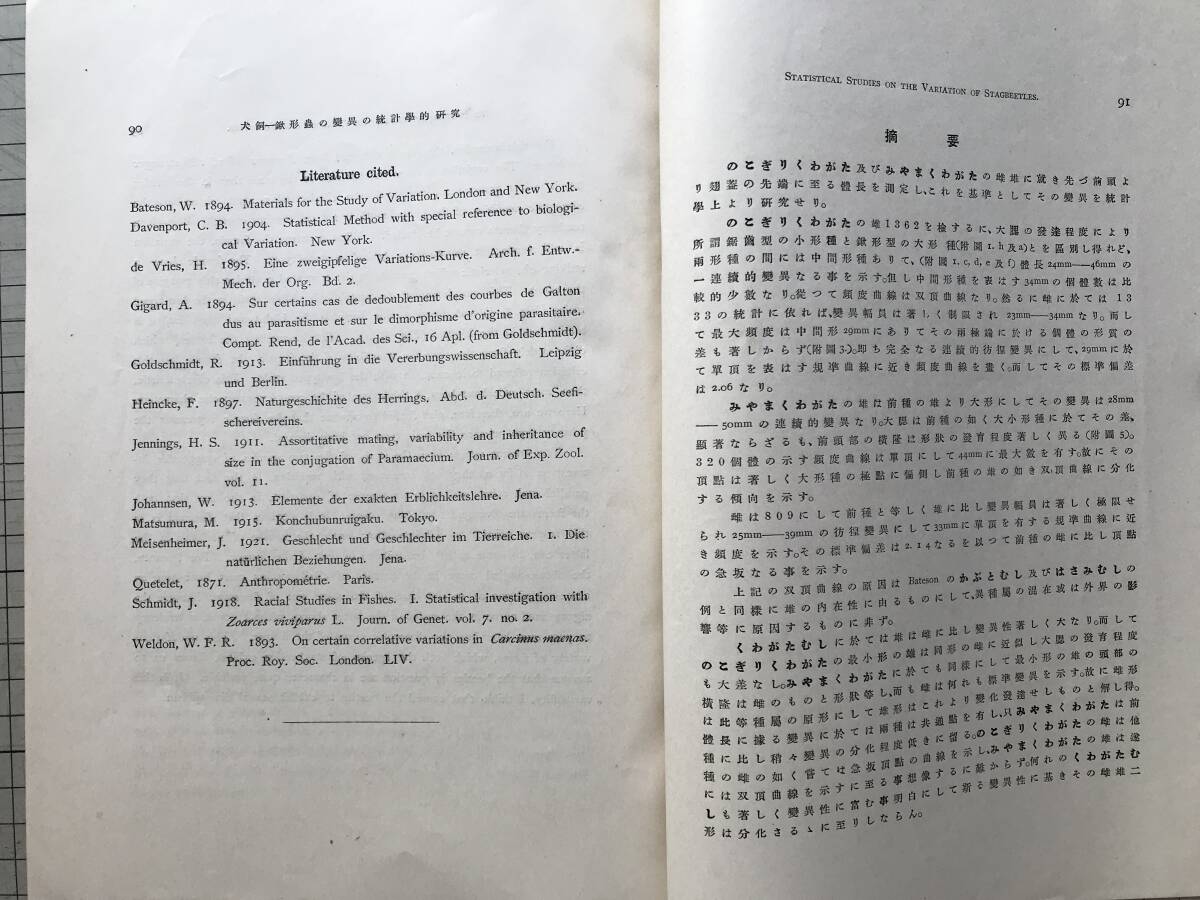 90
犬飼—鍬形蟲の變異の統計學的硏究
Literature cited.
Bateson, W. 1894. Materials for the Study of Variation. London and New York.
Davenport, C. B. 1904. Statistical Method with special reference to biologi-
cal Variation. New York.
de Vries, H. 1895. Eine zweigipfelige Variations-Kurve. Arch. f. Entw.-
Mech. der Org. Bd. 2.
Gigard, A. 1894. Sur certains cas de dedoublement des courbes de Galton
dus au parasitisme et sur le dimorphisme d'origine parasitaire.
Compt. Rend, de l'Acad. des Sci., 16 Apl. (from Goldschmidt).
Goldschmidt, R. 1913. Einführung in die Vererbungswissenschaft. Leipzig
und Berlin.
Heincke, F. 1897. Naturgeschichte des Herrings. Abd. d. Deutsch. Seefi-
schereivereins.
Jennings, H. S. 1911. Assortitative mating, variability and inheritance of
size in the conjugation of Paramaecium. Journ. of Exp. Zool.
vol. 11.
Johannsen, W. 1913. Elemente der exakten Erblichkeitslehre. Jena.
Matsumura, M. 1915. Konchubunruigaku. Tokyo.
Meisenheimer, J. 1921. Geschlecht und Geschlechter im Tierreiche. 1. Die
natürlichen Beziehungen. Jena.
Quetelet, 1871. Anthropométrie. Paris.
Schmidt, J. 1918. Racial Studies in Fishes. I. Statistical investigation with
Zoarces viviparus L. Journ. of Genet. vol. 7. no. 2.
Weldon, W. F. R. 1893. On certain correlative variations in Carcinus maenas.
Proc. Roy. Soc. London. LIV.
STATISTICAL STUDIES ON THE VARIATION OF STAGBEETLES.
91
摘要
のこぎりくわがた及びみやまくわがたの雌雄に就き先づ前頭よ
り翅葢の先端に至る體長を測定し、これを基準としてその變異を統計
學上より研究せり。
のこぎりくわがたの雄1362を檢するに、大腮の發達程度により
所謂鋸齒型の小形種と鍬形型の大形種(附圖1, h及a)とを區別し得れど、
兩形種の間には中間形種ありて、(附圖1, c, d, e及f)體長24mm——46mmの
一連續的變異なる事を示す。但し中間形種を表はす34mmの個體數は比
較的少數なり。從つて頻度曲線は双頂曲線なり。然るに雌に於ては13
33の統計に依れば、變異幅員は著しく制限され23mm——34mmなり。而し
て最大頻度は中間形29mmにありてその兩極端に於ける個體の形質の
差も著しからず(附圖3)。即ち完全なる連續的彷徨變異にして、29mmに於
て單頂を表はす規準曲線に近き頻度曲線を畫く。而してその標準偏差
は2.06なり。
みやまくわがたの雄は前種の雄より大形にしてその變異は28mm
——50mmの連續的變異なり。大腮は前種の如く大小形種に於てその差、
顯著ならざるも、前頭部の橫隆は形狀の發育程度著しく異る(附圖5)。
320個體の示す頻度曲線は單頂にして44mmに最大數を有す。故にその
頂點は著しく大形種の極點に偏倒し前種の雄の如き双頂曲線に分化
する傾向を示す。
雌は809にして前種と等しく雄に比し變異幅員は著しく極限せ
られ25mm——39mmの彷徨變異にして33mmに單頂を有する規準曲線に近
き頻度を示す。その標準偏差は2.14なるを以つて前種の雌に比し頂點
の急坂なる事を示す。
上記の双頂曲線の原因はBatesonのかぶとむし及びはさみむしの
例と同樣に雄の內在性に由るものにして、異種屬の混在或は外界の影
響等に原因するものに非ず。
くわがたむしに於ては雄は雌に比し變異性著しく大なり。而して
のこぎりくわがたの最小形の雄は同形の雌に近似し大腮の發育程度
も大差なし。みやまくわがたに於ても同樣にして最小形の雄の頭部の
橫隆は雌のものと形狀等し、而も雌は何れも標準變異を示す。故に雌形
は此等種屬の原形にして雄形はこれより變化發達せしものと解し得。
體長に據る變異に於ては兩種は共通點を有し、只みやまくわがたは前
種に比し稍々變異の分化程度低きに留る。のこぎりくわがたの雌は他
種の雌の如く嘗ては急坂頂點の曲線を示し、みやまくわがたの雄は遂
には双頂曲線を示すに至る事想像するに難からず。何れのくわがたむ
しも著しく變異性に富む事明白にして斯る變異性に基きその雌雄二
形は分化さるゝに至りしならん。